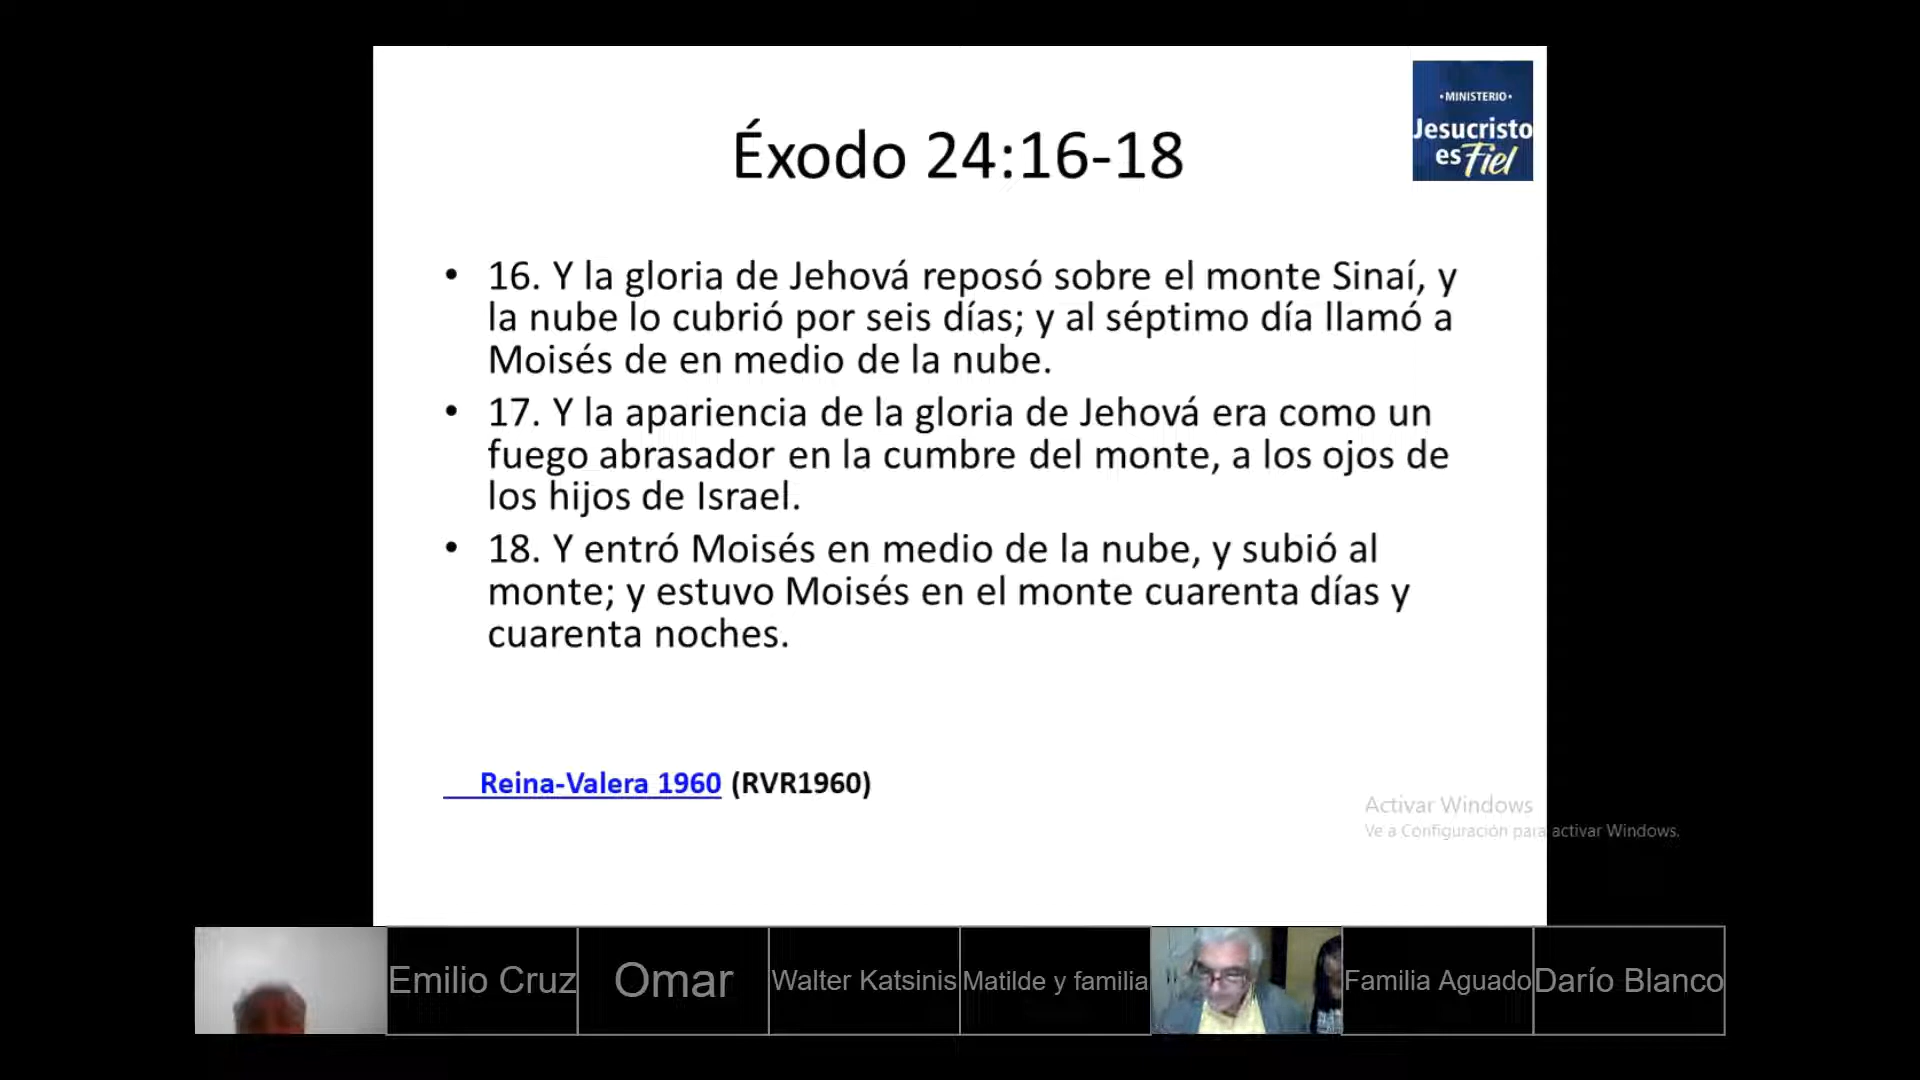 •MINISTERIO•
Jesucristo
es Fiel
Éxodo 24:16-18
• 16. Y la gloria de Jehová reposó sobre el monte Sinaí, y
la nube lo cubrió por seis días; y al séptimo día llamó a
Moisés de en medio de la nube.
• 17. Y la apariencia de la gloria de Jehová era como un
fuego abrasador en la cumbre del monte, a los ojos de
los hijos de Israel.
• 18. Y entró Moisés en medio de la nube, y subió al
monte; y estuvo Moisés en el monte cuarenta días y
cuarenta noches.
Reina-Valera 1960 (RVR1960)
Activar Windows
Ve a Configuración para activar Windows.
Emilio Cruz
Omar
Walter Katsinis
Matilde y familia
Familia Aguado
Darío Blanco